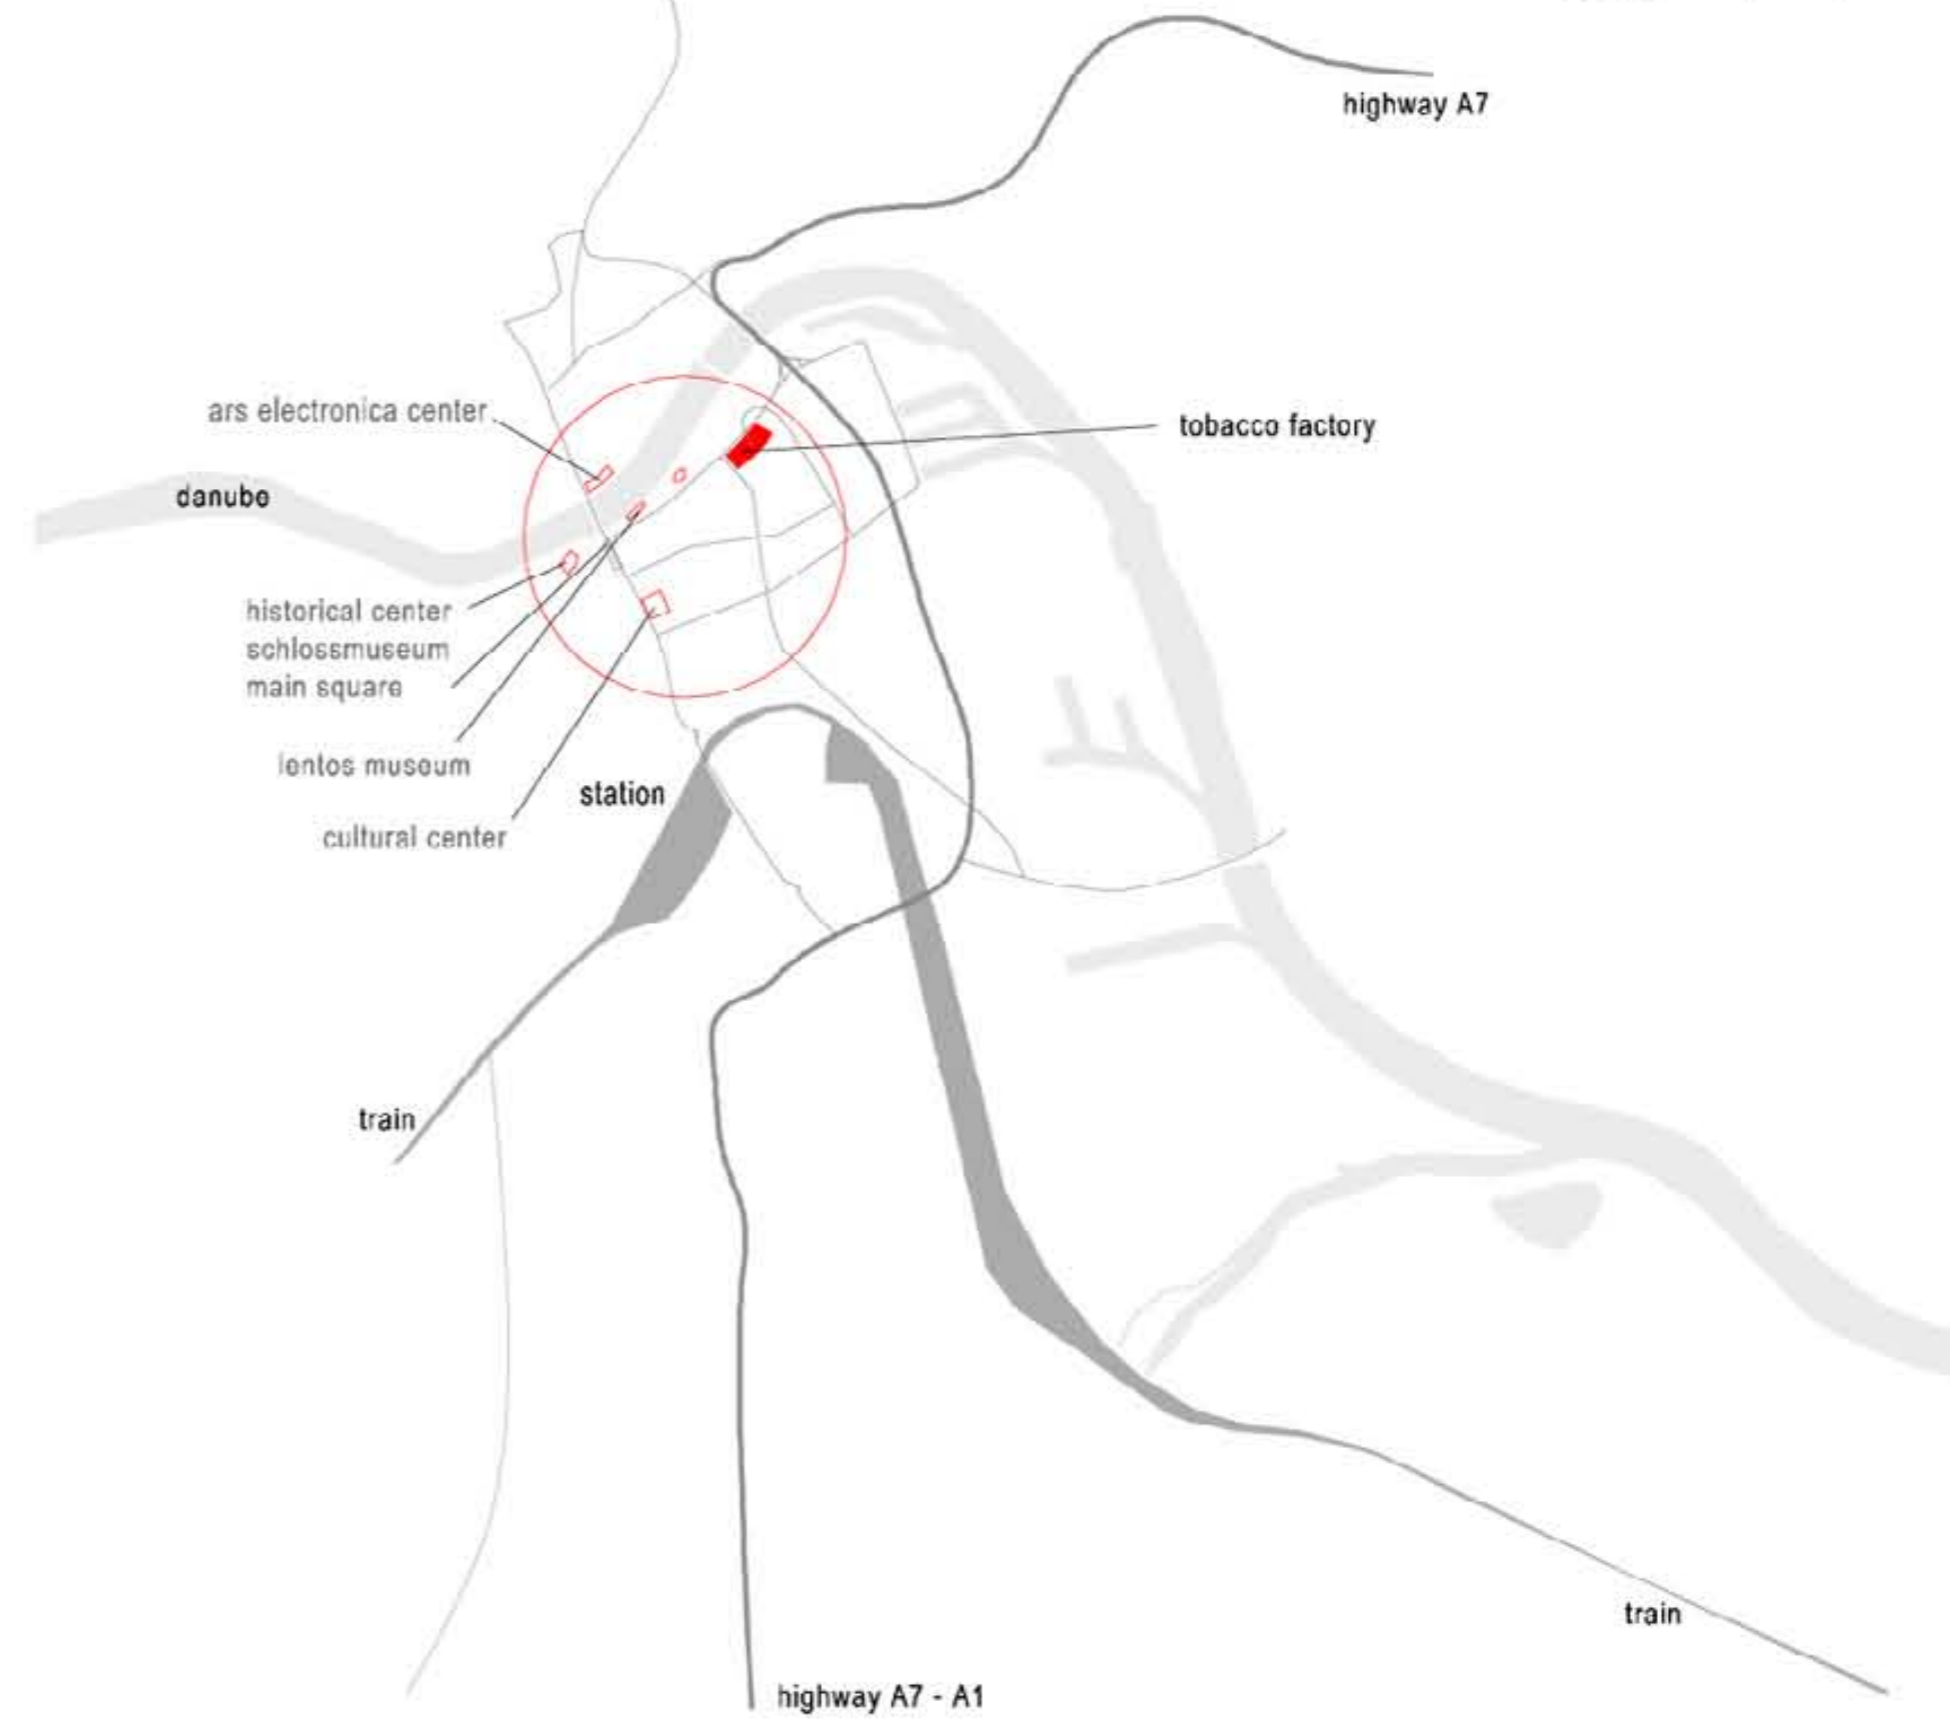 highway A7
ars electronica center
tobacco factory
danube
historical center
schlossmuseum
main square
lentos museum
station
cultural center
train
train
highway A7 - A1